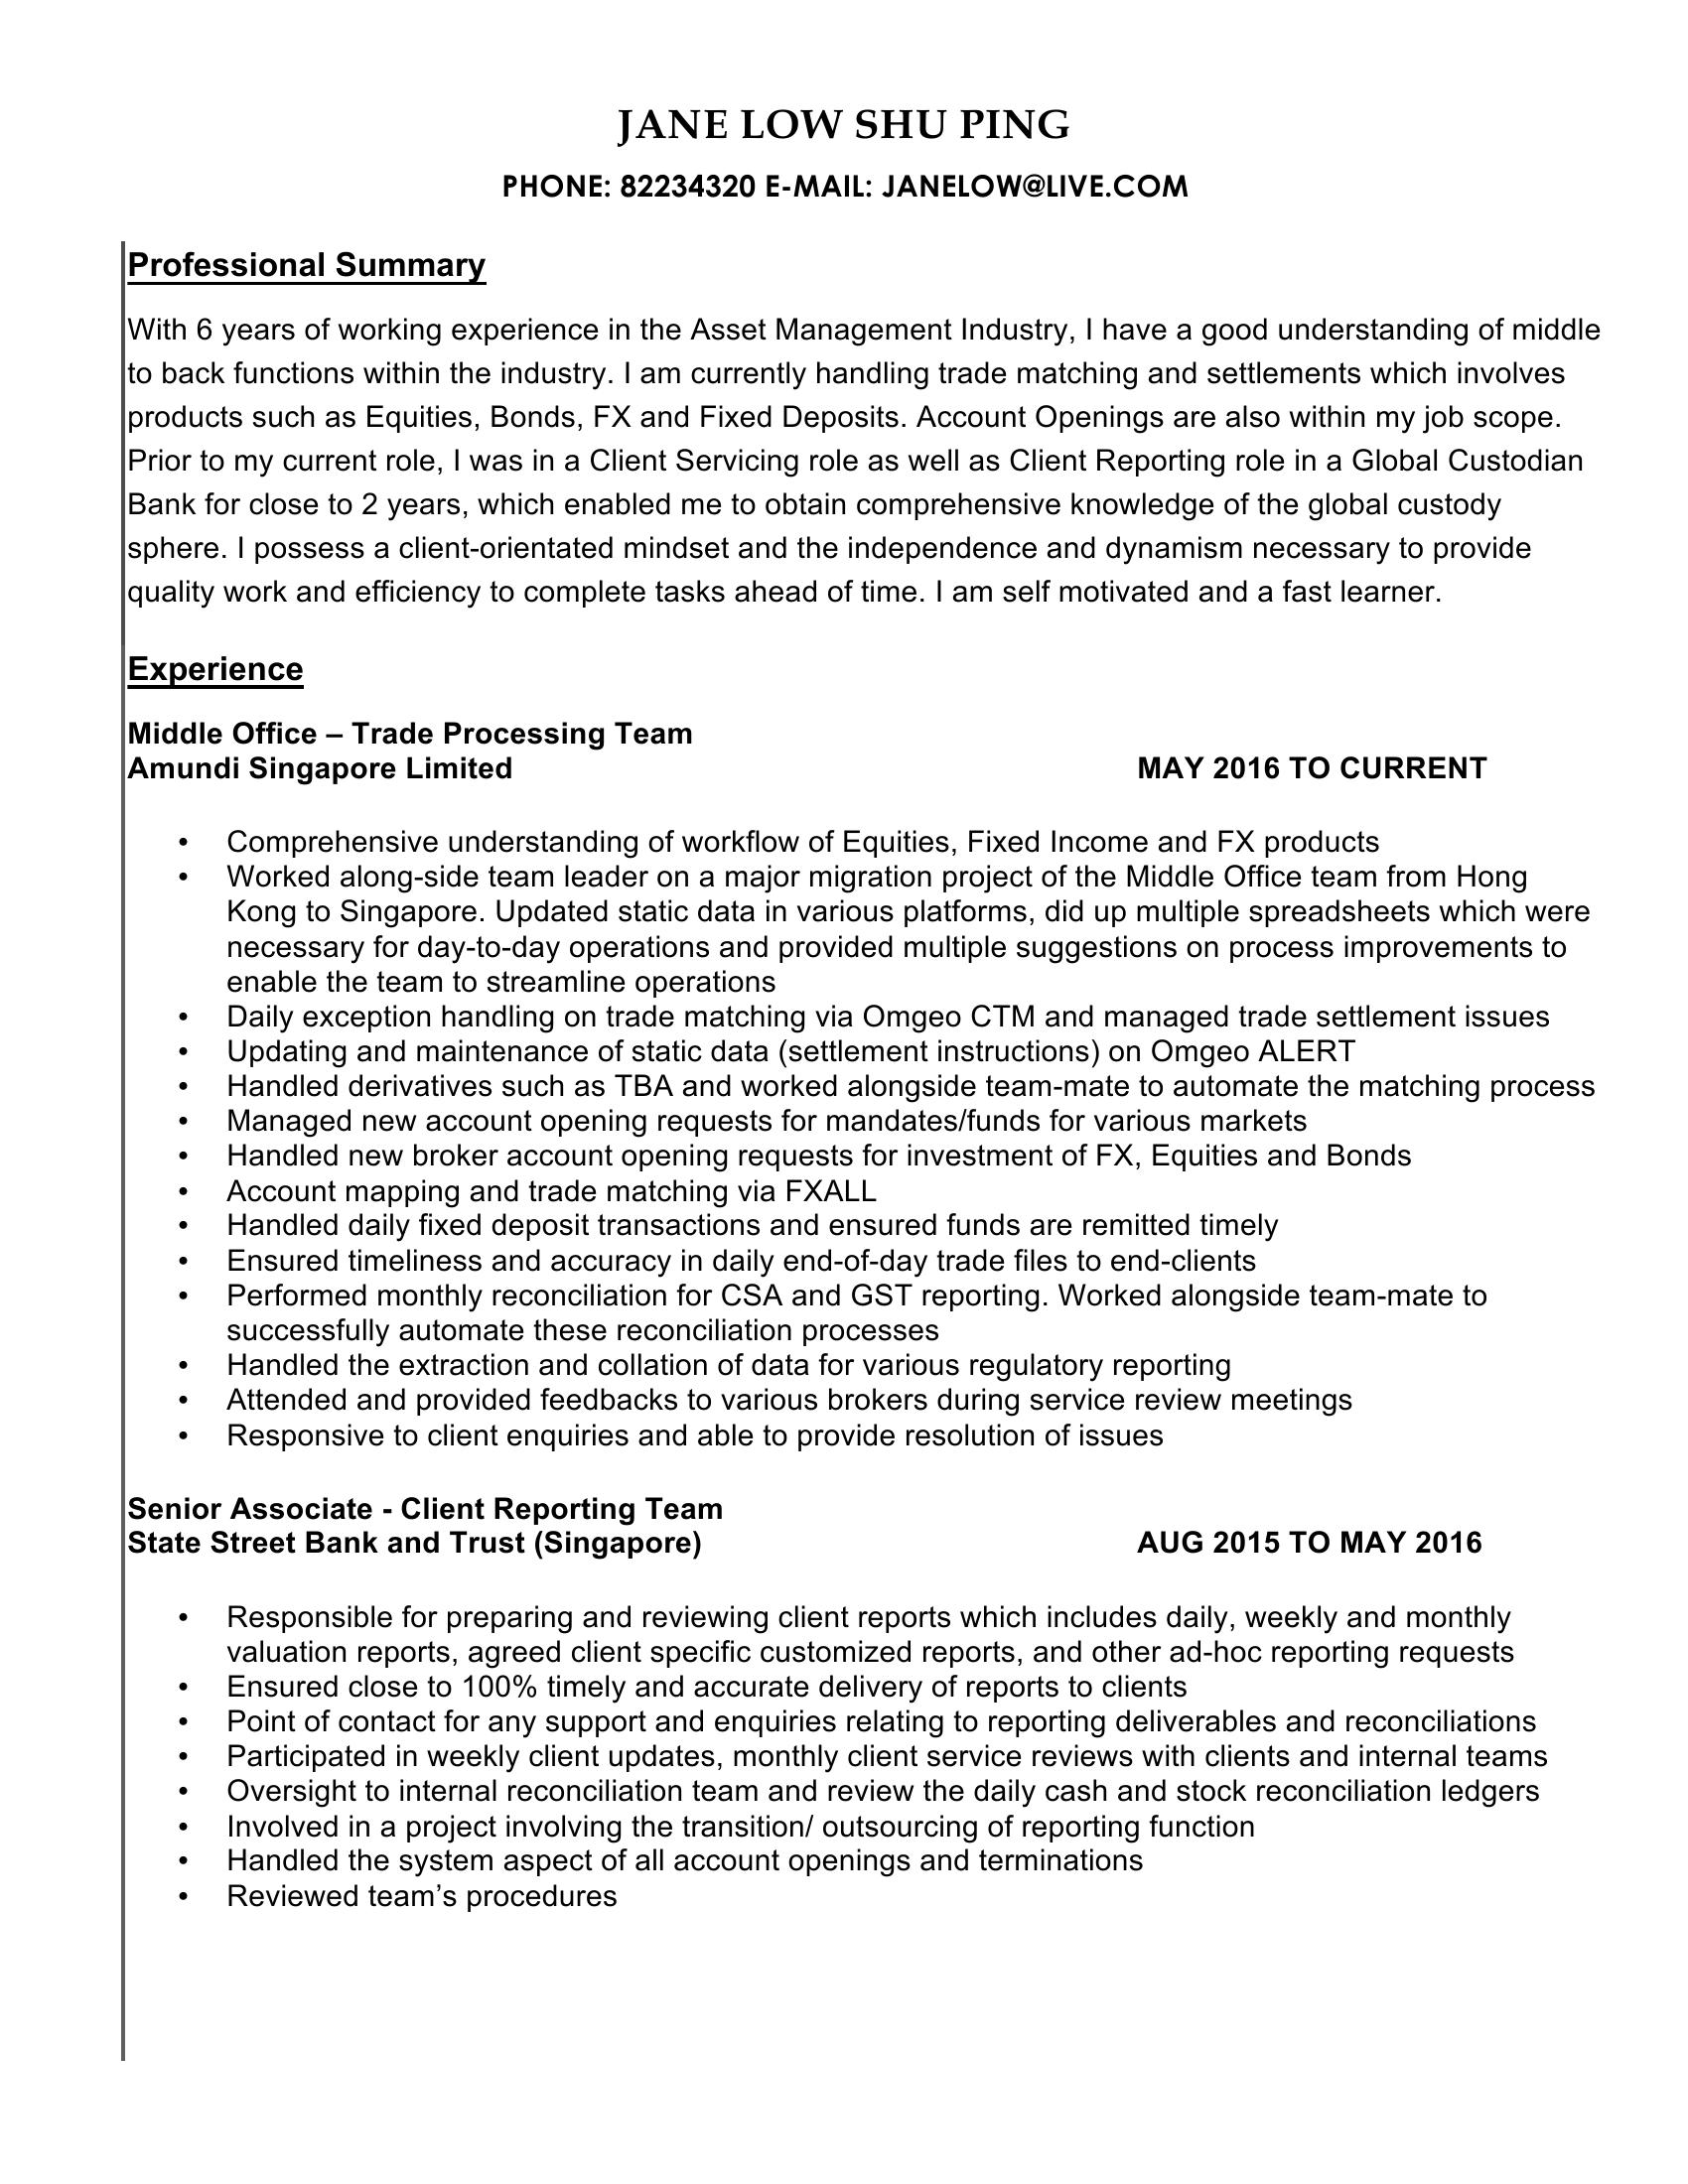 JANE LOW SHU PING
PHONE: 82234320 E-MAIL: JANELOW@LIVE.COM
Professional Summary
With 6 years of working experience in the Asset Management Industry, I have a good understanding of middle
to back functions within the industry. I am currently handling trade matching and settlements which involves
products such as Equities, Bonds, FX and Fixed Deposits. Account Openings are also within my job scope.
Prior to my current role, I was in a Client Servicing role as well as Client Reporting role in a Global Custodian
Bank for close to 2 years, which enabled me to obtain comprehensive knowledge of the global custody
sphere. I possess a client-orientated mindset and the independence and dynamism necessary to provide
quality work and efficiency to complete tasks ahead of time. I am self motivated and a fast learner.
Experience
Middle Office – Trade Processing Team
Amundi Singapore Limited MAY 2016 TO CURRENT
• Comprehensive understanding of workflow of Equities, Fixed Income and FX products
• Worked along-side team leader on a major migration project of the Middle Office team from Hong
Kong to Singapore. Updated static data in various platforms, did up multiple spreadsheets which were
necessary for day-to-day operations and provided multiple suggestions on process improvements to
enable the team to streamline operations
• Daily exception handling on trade matching via Omgeo CTM and managed trade settlement issues
• Updating and maintenance of static data (settlement instructions) on Omgeo ALERT
• Handled derivatives such as TBA and worked alongside team-mate to automate the matching process
• Managed new account opening requests for mandates/funds for various markets
• Handled new broker account opening requests for investment of FX, Equities and Bonds
• Account mapping and trade matching via FXALL
• Handled daily fixed deposit transactions and ensured funds are remitted timely
• Ensured timeliness and accuracy in daily end-of-day trade files to end-clients
• Performed monthly reconciliation for CSA and GST reporting. Worked alongside team-mate to
successfully automate these reconciliation processes
• Handled the extraction and collation of data for various regulatory reporting
• Attended and provided feedbacks to various brokers during service review meetings
• Responsive to client enquiries and able to provide resolution of issues
Senior Associate - Client Reporting Team
State Street Bank and Trust (Singapore) AUG 2015 TO MAY 2016
• Responsible for preparing and reviewing client reports which includes daily, weekly and monthly
valuation reports, agreed client specific customized reports, and other ad-hoc reporting requests
• Ensured close to 100% timely and accurate delivery of reports to clients
• Point of contact for any support and enquiries relating to reporting deliverables and reconciliations
• Participated in weekly client updates, monthly client service reviews with clients and internal teams
• Oversight to internal reconciliation team and review the daily cash and stock reconciliation ledgers
• Involved in a project involving the transition/ outsourcing of reporting function
• Handled the system aspect of all account openings and terminations
• Reviewed team’s procedures